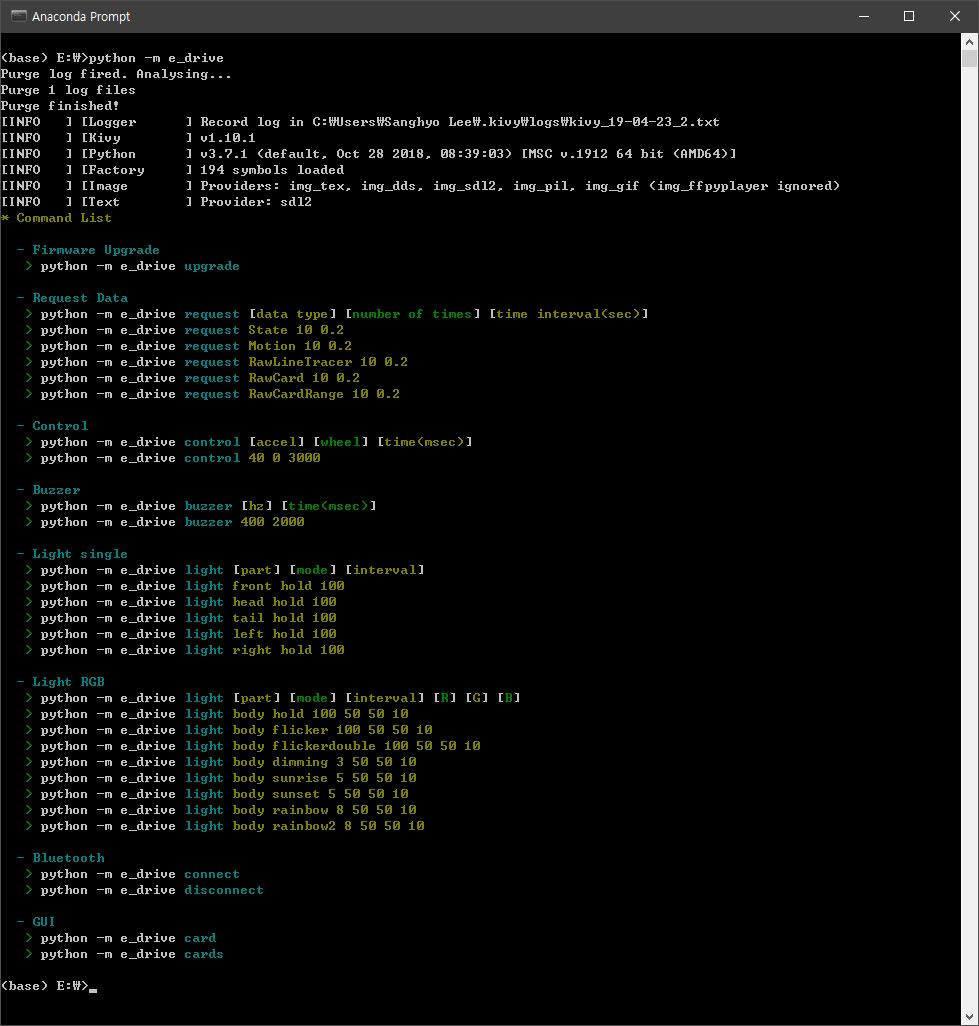 Anaconda Prompt
(base) E:₩>python -m e_drive
Purge log fired. Analysing...
Purge 1 log files
Purge finished!
[INFO   ] [Logger      ] Record log in C:₩Users₩Sanghyo Lee₩.kivy₩logs₩kivy_19-04-23_2.txt
[INFO   ] [Kivy        ] v1.10.1
[INFO   ] [Python      ] v3.7.1 (default, Oct 28 2018, 08:39:03) [MSC v.1912 64 bit (AMD64)]
[INFO   ] [Factory     ] 194 symbols loaded
[INFO   ] [Image       ] Providers: img_tex, img_dds, img_sdl2, img_pil, img_gif (img_ffpyplayer ignored)
[INFO   ] [Text        ] Provider: sdl2
* Command List
- Firmware Upgrade
> python -m e_drive upgrade
- Request Data
> python -m e_drive request [data type] [number of times] [time interval(sec)]
> python -m e_drive request State 10 0.2
> python -m e_drive request Motion 10 0.2
> python -m e_drive request RawLineTracer 10 0.2
> python -m e_drive request RawCard 10 0.2
> python -m e_drive request RawCardRange 10 0.2
- Control
> python -m e_drive control [accel] [wheel] [time(msec)]
> python -m e_drive control 40 0 3000
- Buzzer
> python -m e_drive buzzer [hz] [time(msec)]
> python -m e_drive buzzer 400 2000
- Light single
> python -m e_drive light [part] [mode] [interval]
> python -m e_drive light front hold 100
> python -m e_drive light head hold 100
> python -m e_drive light tail hold 100
> python -m e_drive light left hold 100
> python -m e_drive light right hold 100
- Light RGB
> python -m e_drive light [part] [mode] [interval] [R] [G] [B]
> python -m e_drive light body hold 100 50 50 10
> python -m e_drive light body flicker 100 50 50 10
> python -m e_drive light body flickerdouble 100 50 50 10
> python -m e_drive light body dimming 3 50 50 10
> python -m e_drive light body sunrise 5 50 50 10
> python -m e_drive light body sunset 5 50 50 10
> python -m e_drive light body rainbow 8 50 50 10
> python -m e_drive light body rainbow2 8 50 50 10
- Bluetooth
> python -m e_drive connect
> python -m e_drive disconnect
- GUI
> python -m e_drive card
> python -m e_drive cards
(base) E:₩>